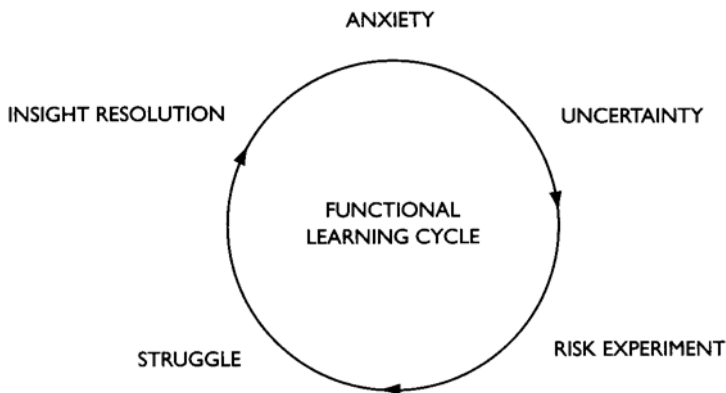 ANXIETY
INSIGHT RESOLUTION
UNCERTAINTY
FUNCTIONAL
LEARNING CYCLE
STRUGGLE
RISK EXPERIMENT